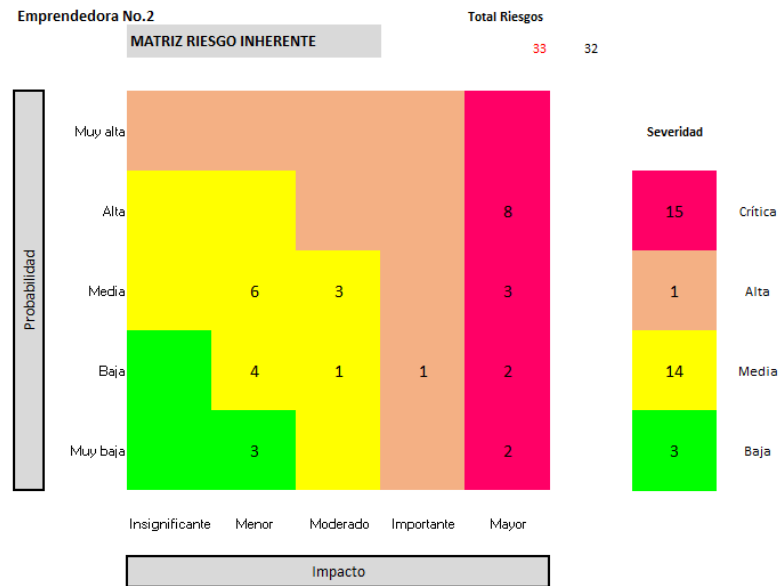 Emprendedora No.2
Total Riesgos
MATRIZ RIESGO INHERENTE
33 32
Muy alta
Severidad
Alta 8 15 Crítica
Probabilidad
Media 6 3 3 1 Alta
Baja 4 1 1 2 14 Media
Muy baja 3 2 3 Baja
Insignificante Menor Moderado Importante Mayor
Impacto